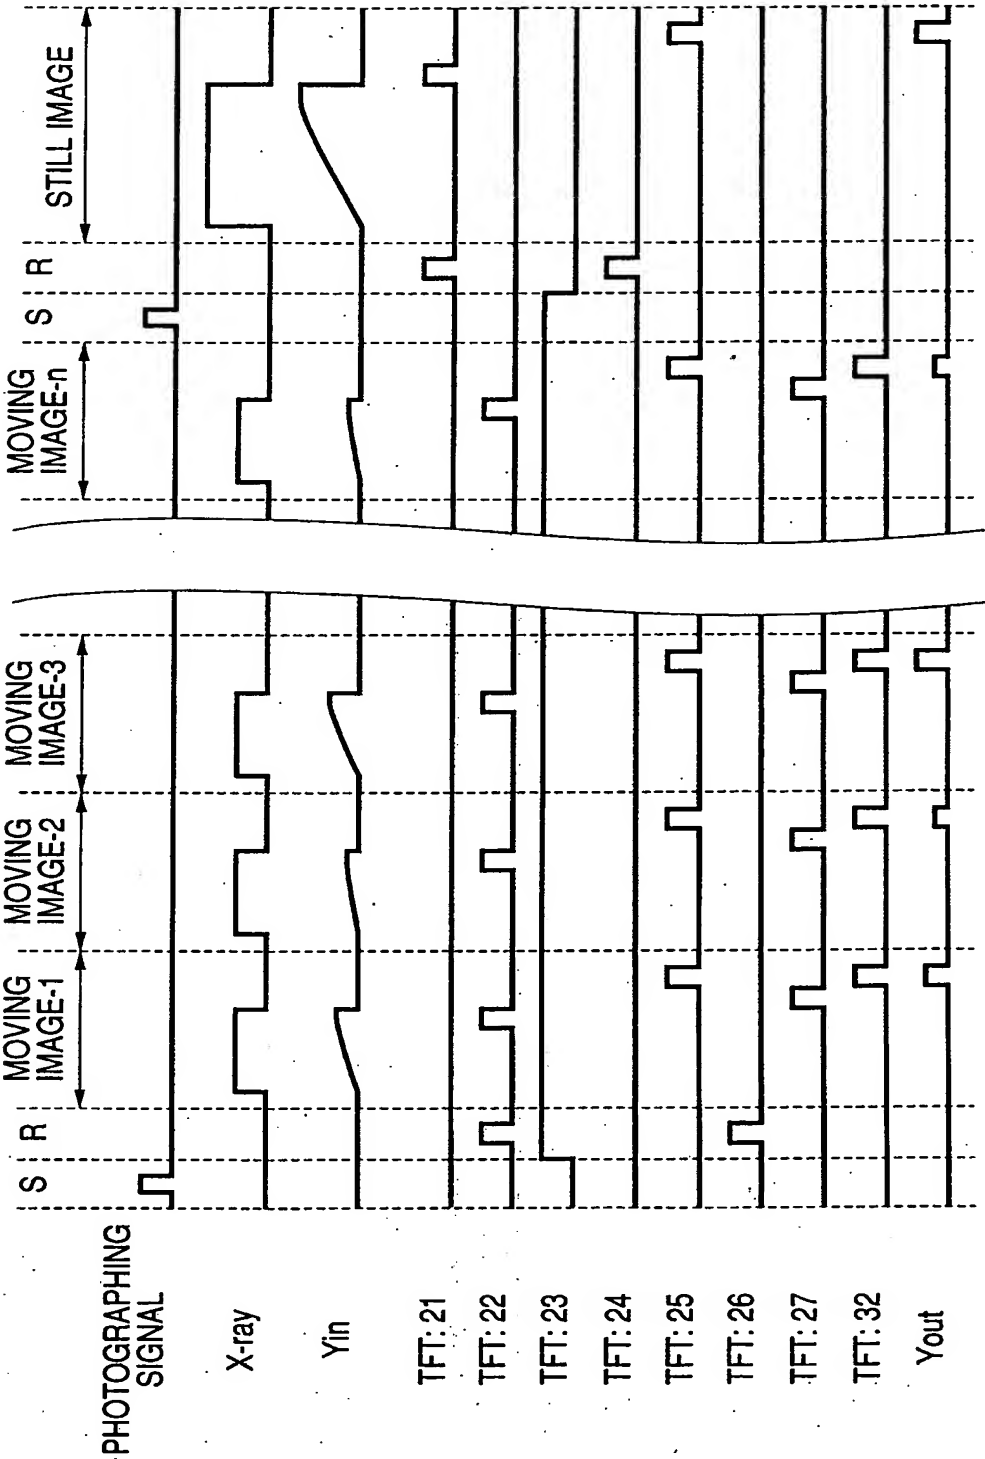 S
R
MOVING
IMAGE-1
MOVING
IMAGE-2
MOVING
IMAGE-3
MOVING
IMAGE-n
S
R
STILL IMAGE
PHOTOGRAPHING
SIGNAL
X-ray
Yin
TFT: 21
TFT: 22
TFT: 23
TFT: 24
TFT: 25
TFT: 26
TFT: 27
TFT: 32
Yout